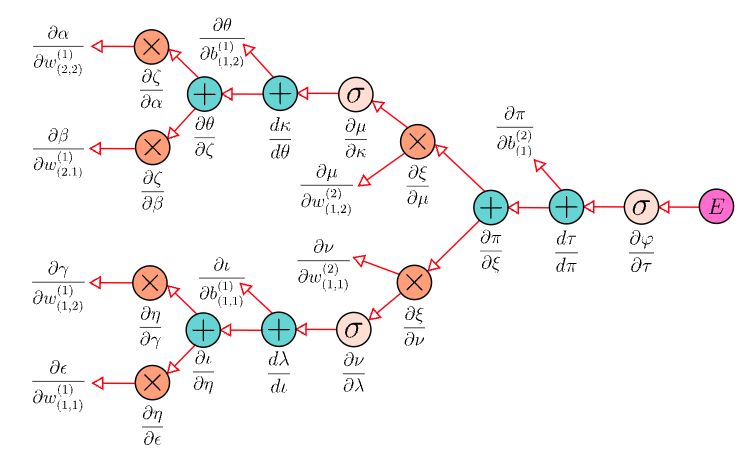 ∂α/∂w^{(1)}_{(2,2)}
×
∂ζ/∂α
∂θ/∂b^{(1)}_{(1,2)}
+
∂θ/∂ζ
+
dκ/dθ
σ
∂μ/∂κ
∂β/∂w^{(1)}_{(2.1)}
×
∂ζ/∂β
×
∂ξ/∂μ
∂μ/∂w^{(2)}_{(1,2)}
∂π/∂b^{(2)}_{(1)}
+
∂π/∂ξ
+
dτ/dπ
σ
∂φ/∂τ
E
∂ν/∂w^{(2)}_{(1,1)}
×
∂ξ/∂ν
∂γ/∂w^{(1)}_{(1,2)}
×
∂η/∂γ
∂ι/∂b^{(1)}_{(1,1)}
+
∂ι/∂η
+
dλ/dι
σ
∂ν/∂λ
∂ϵ/∂w^{(1)}_{(1,1)}
×
∂η/∂ϵ